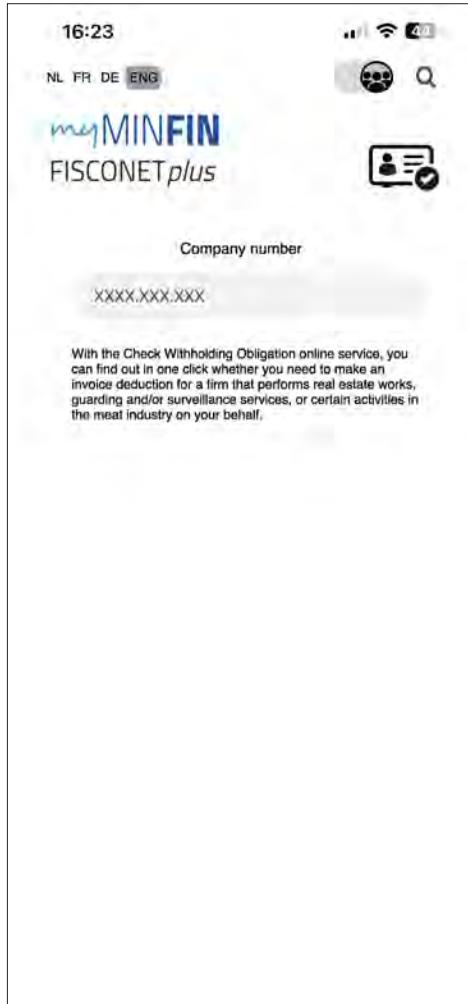 16:23
44
NL FR DE ENG
myMINFIN
FISCONETplus
Company number
XXXX.XXX.XXX
With the Check Withholding Obligation online service, you
can find out in one click whether you need to make an
invoice deduction for a firm that performs real estate works,
guarding and/or surveillance services, or certain activities in
the meat industry on your behalf.